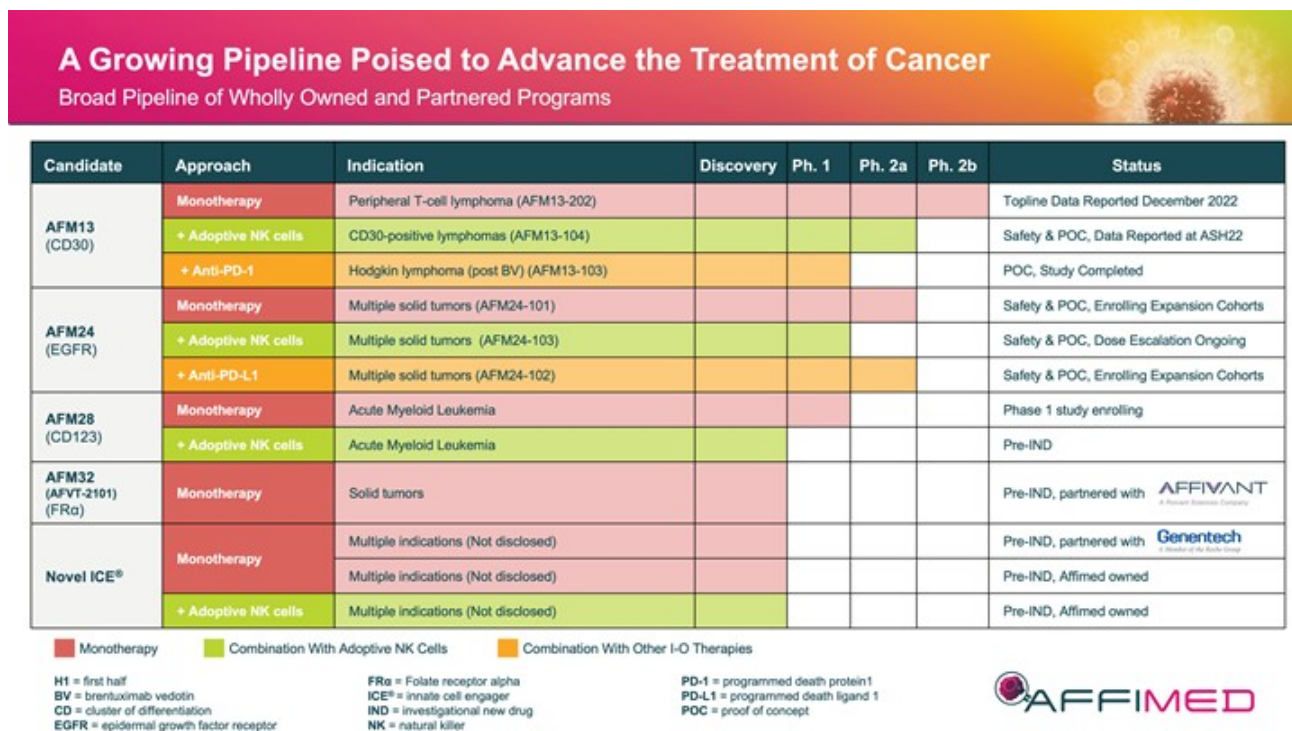 A Growing Pipeline Poised to Advance the Treatment of Cancer
Broad Pipeline of Wholly Owned and Partnered Programs
Candidate Approach Indication Discovery Ph. 1 Ph. 2a Ph. 2b Status
AFM13
(CD30)
Monotherapy Peripheral T-cell lymphoma (AFM13-202) Topline Data Reported December 2022
+ Adoptive NK cells CD30-positive lymphomas (AFM13-104) Safety & POC, Data Reported at ASH22
+ Anti-PD-1 Hodgkin lymphoma (post BV) (AFM13-103) POC, Study Completed
AFM24
(EGFR)
Monotherapy Multiple solid tumors (AFM24-101) Safety & POC, Enrolling Expansion Cohorts
+ Adoptive NK cells Multiple solid tumors (AFM24-103) Safety & POC, Dose Escalation Ongoing
+ Anti-PD-L1 Multiple solid tumors (AFM24-102) Safety & POC, Enrolling Expansion Cohorts
AFM28
(CD123)
Monotherapy Acute Myeloid Leukemia Phase 1 study enrolling
+ Adoptive NK cells Acute Myeloid Leukemia Pre-IND
AFM32
(AFVT-2101)
(FRα)
Monotherapy Solid tumors Pre-IND, partnered with AFFIVANT
A Roivant Sciences Company
Novel ICE®
Monotherapy
Multiple indications (Not disclosed) Pre-IND, partnered with Genentech
A Member of the Roche Group
Multiple indications (Not disclosed) Pre-IND, Affimed owned
+ Adoptive NK cells Multiple indications (Not disclosed) Pre-IND, Affimed owned
Monotherapy Combination With Adoptive NK Cells Combination With Other I-O Therapies
H1 = first half
BV = brentuximab vedotin
CD = cluster of differentiation
EGFR = epidermal growth factor receptor
FRα = Folate receptor alpha
ICE® = innate cell engager
IND = investigational new drug
NK = natural killer
PD-1 = programmed death protein1
PD-L1 = programmed death ligand 1
POC = proof of concept
AFFIMED